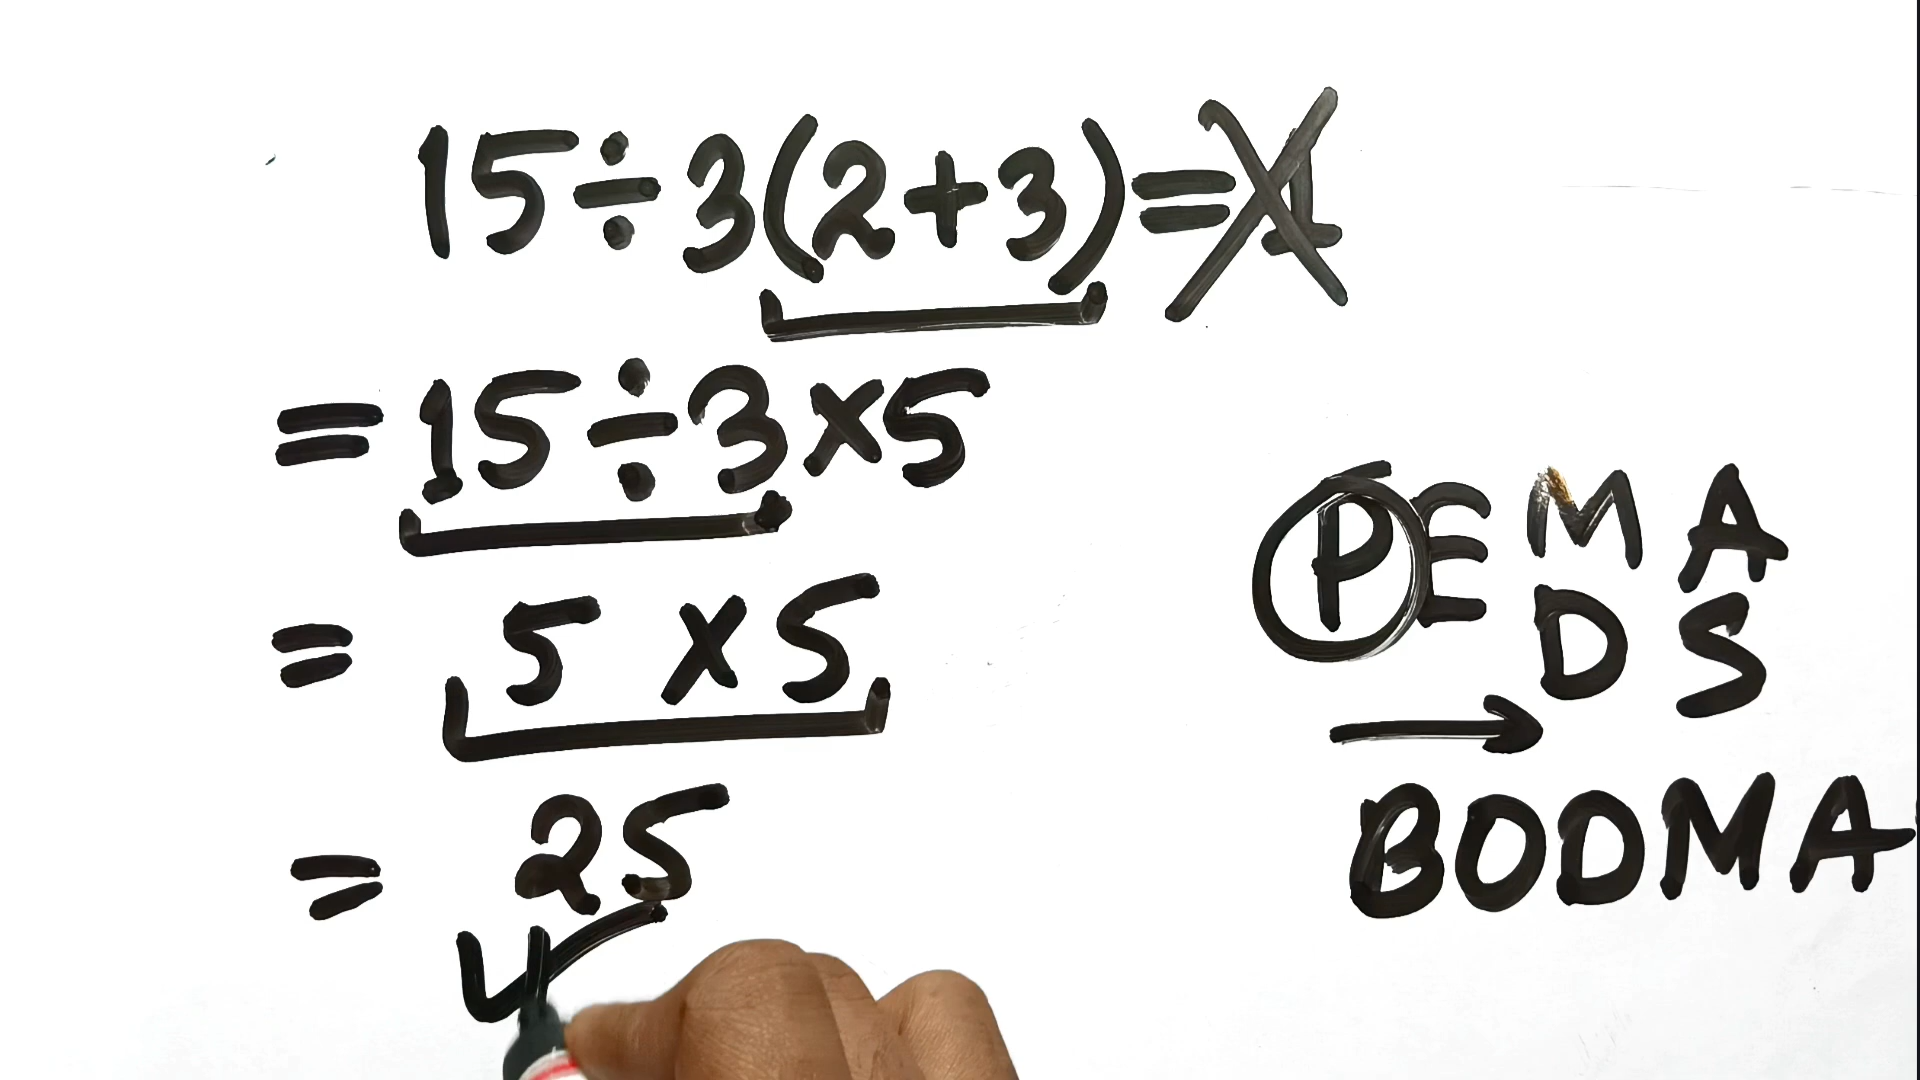 15÷3(2+3)=1
=15÷3×5
= 5×5
= 25
PEMA
DS
→
BODMA